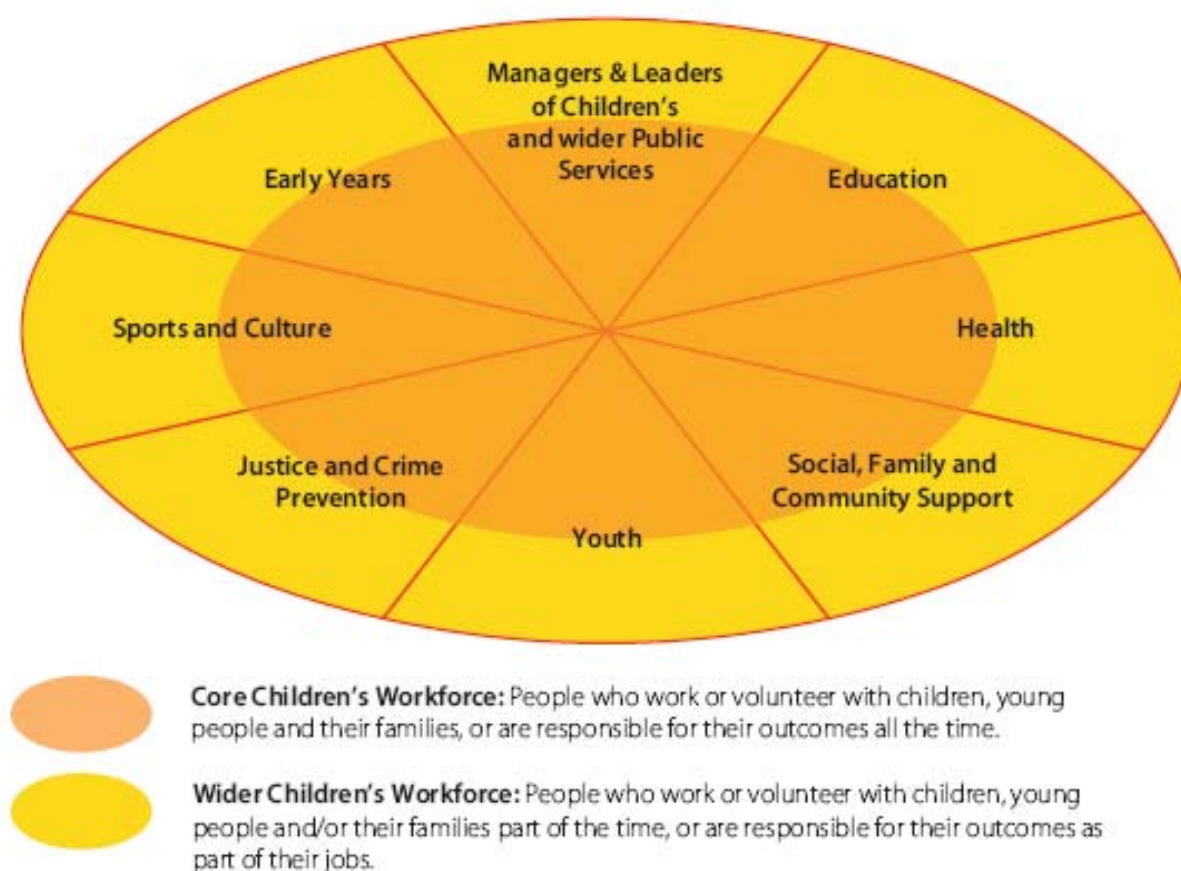 Managers & Leaders
of Children's
and wider Public
Services
Early Years
Education
Sports and Culture
Health
Justice and Crime
Prevention
Social, Family and
Community Support
Youth
Core Children's Workforce: People who work or volunteer with children, young
people and their families, or are responsible for their outcomes all the time.
Wider Children's Workforce: People who work or volunteer with children, young
people and/or their families part of the time, or are responsible for their outcomes as
part of their jobs.